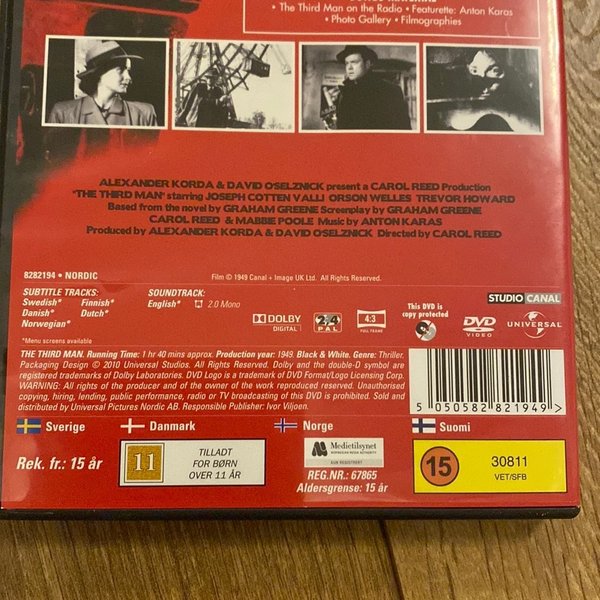 • The Third Man on the Radio • Featurette: Anton Karas
• Photo Gallery • Filmographies
ALEXANDER KORDA & DAVID O'SELZNICK present a CAROL REED Production
"THE THIRD MAN" starring JOSEPH COTTEN VALLI ORSON WELLES TREVOR HOWARD
Based from the novel by GRAHAM GREENE Screenplay by GRAHAM GREENE
CAROL REED & MABBIE POOLE Music by ANTON KARAS
Produced by ALEXANDER KORDA & DAVID O'SELZNICK Directed by CAROL REED
8282194 • NORDIC
Film © 1949 Canal + Image UK Ltd. All Rights Reserved.
SUBTITLE TRACKS:
Swedish* Finnish*
Danish* Dutch*
Norwegian*
*Menu screens available
SOUNDTRACK:
English* 2.0 Mono
DOLBY
DIGITAL
2 4
PAL
4:3
FULL FRAME
This DVD is
copy protected
STUDIO CANAL
DVD
VIDEO
UNIVERSAL
THE THIRD MAN. Running Time: 1 hr 40 mins approx. Production year: 1949. Black & White. Genre: Thriller.
Packaging Design © 2010 Universal Studios. All Rights Reserved. Dolby and the double-D symbol are
registered trademarks of Dolby Laboratories. DVD Logo is a trademark of DVD Format/Logo Licensing Corp.
WARNING: All rights of the producer and of the owner of the work reproduced reserved. Unauthorised
copying, hiring, lending, public performance, radio or TV broadcasting of this DVD is prohibited. Sold and
distributed by Universal Pictures Nordic AB. Responsible Publisher: Ivor Viljoen.
5 050582 821949 >
Sverige
Danmark
Norge
Suomi
Rek. fr.: 15 år
11
TILLADT
FOR BØRN
OVER 11 ÅR
Medietilsynet
NORWEGIAN MEDIA AUTHORITY
KUN REGISTRERT
REG.NR.: 67865
Aldersgrense: 15 år
15
30811
VET/SFB